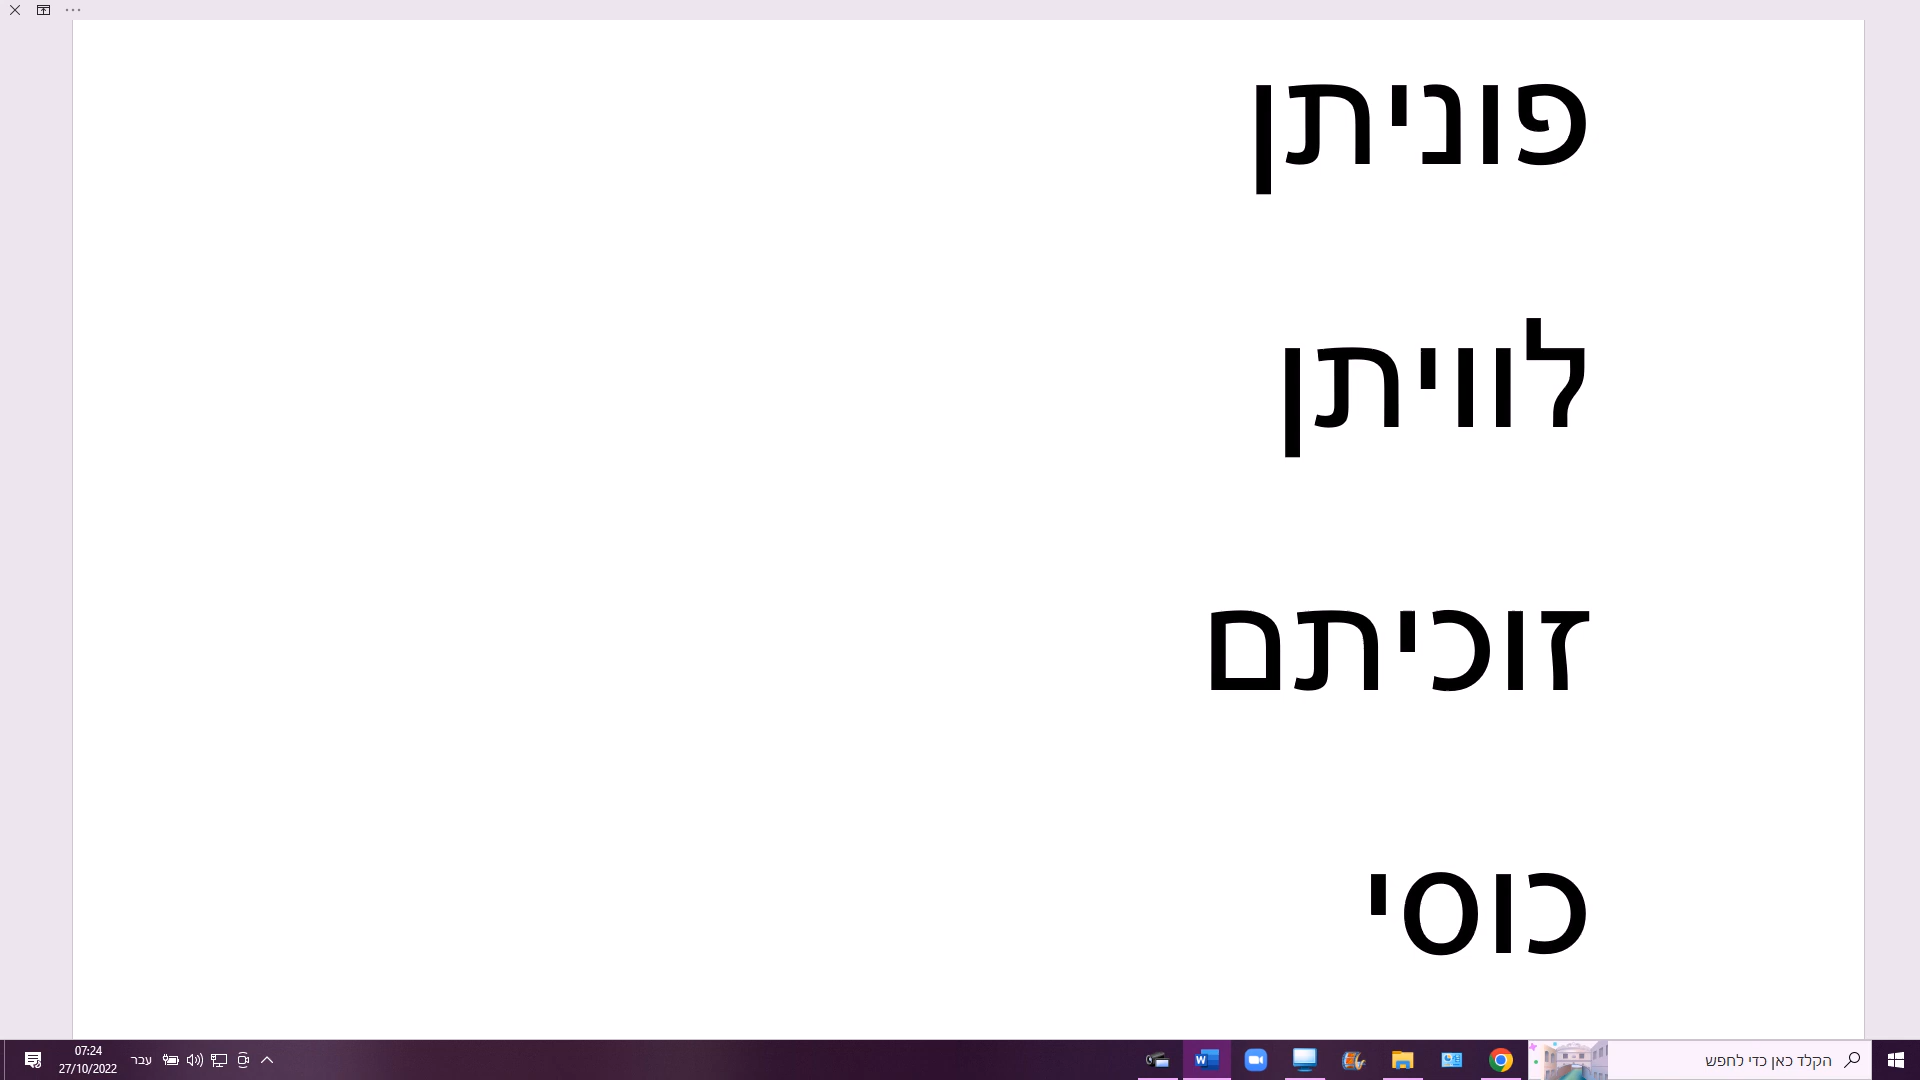 פוניתן
לוויתן
זוכיתם
כוסי
07:24
27/10/2022
עבר
הקלד כאן כדי לחפש